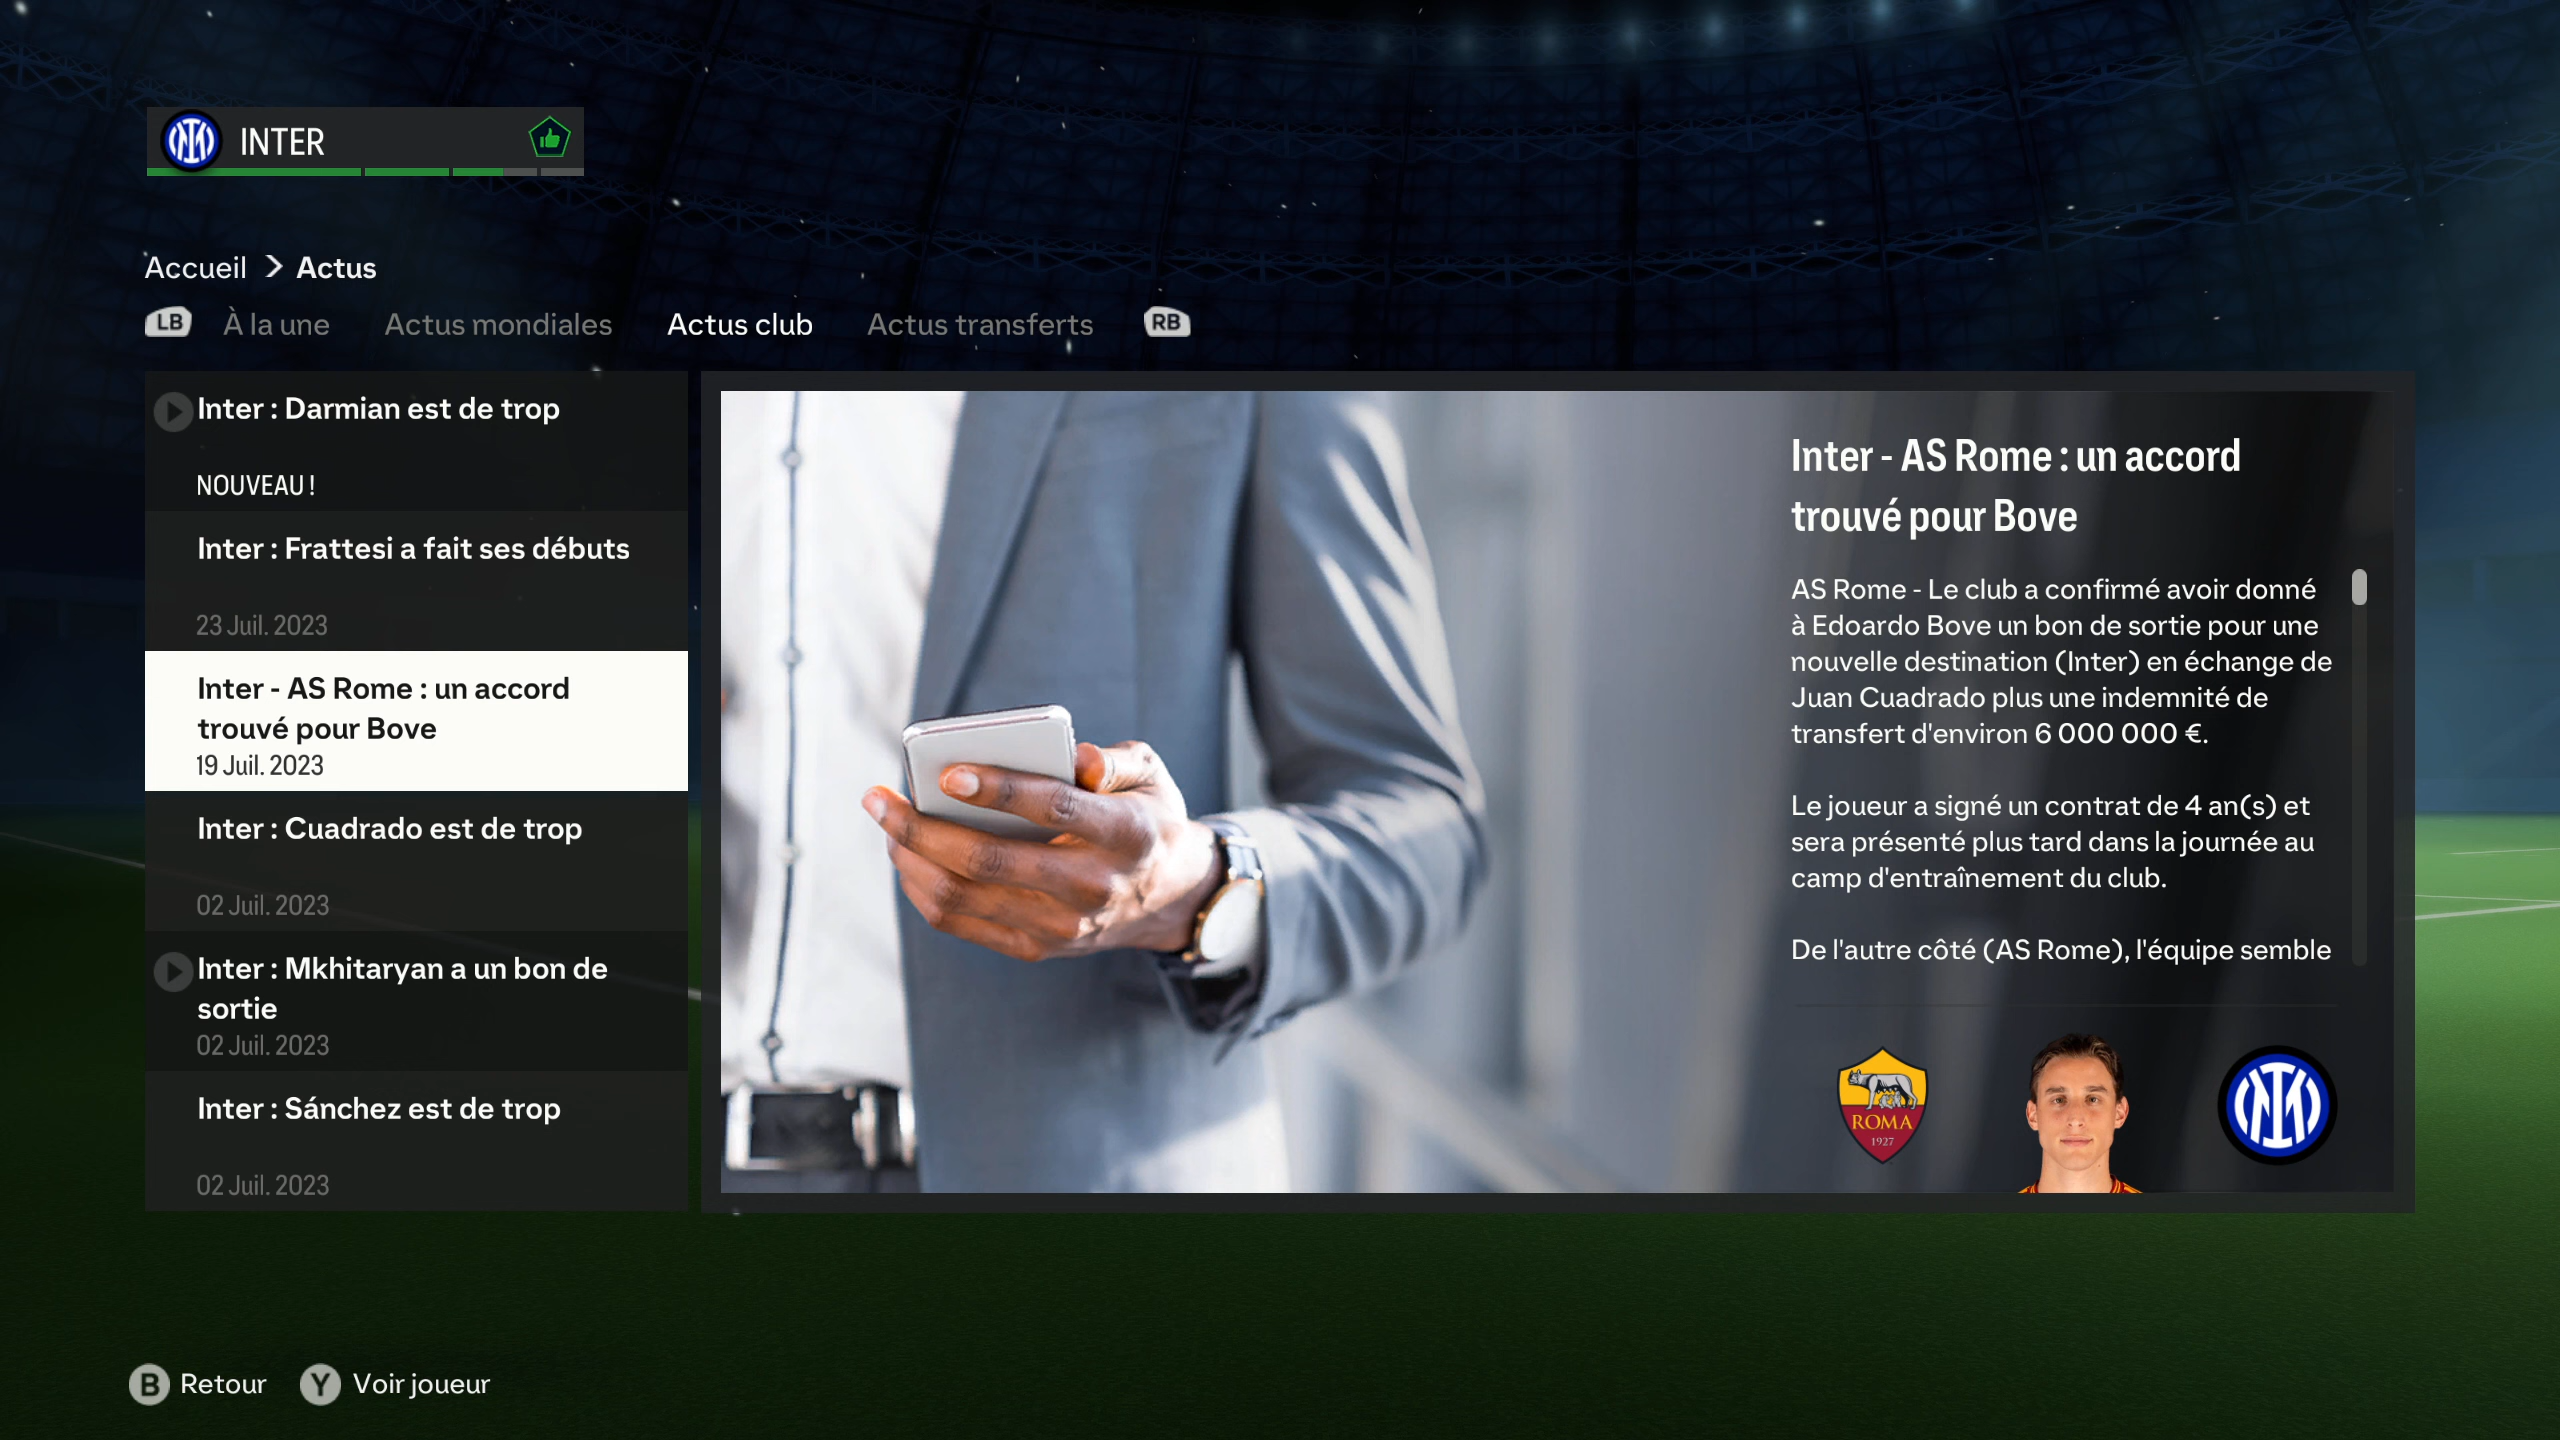 INTER
Accueil > Actus
LB À la une Actus mondiales Actus club Actus transferts RB
Inter : Darmian est de trop
NOUVEAU !
Inter : Frattesi a fait ses débuts
23 Juil. 2023
Inter - AS Rome : un accord
trouvé pour Bove
19 Juil. 2023
Inter : Cuadrado est de trop
02 Juil. 2023
Inter : Mkhitaryan a un bon de
sortie
02 Juil. 2023
Inter : Sánchez est de trop
02 Juil. 2023
Inter - AS Rome : un accord
trouvé pour Bove
AS Rome - Le club a confirmé avoir donné
à Edoardo Bove un bon de sortie pour une
nouvelle destination (Inter) en échange de
Juan Cuadrado plus une indemnité de
transfert d'environ 6 000 000 €.
Le joueur a signé un contrat de 4 an(s) et
sera présenté plus tard dans la journée au
camp d'entraînement du club.
De l'autre côté (AS Rome), l'équipe semble
ROMA
1927
B Retour Y Voir joueur